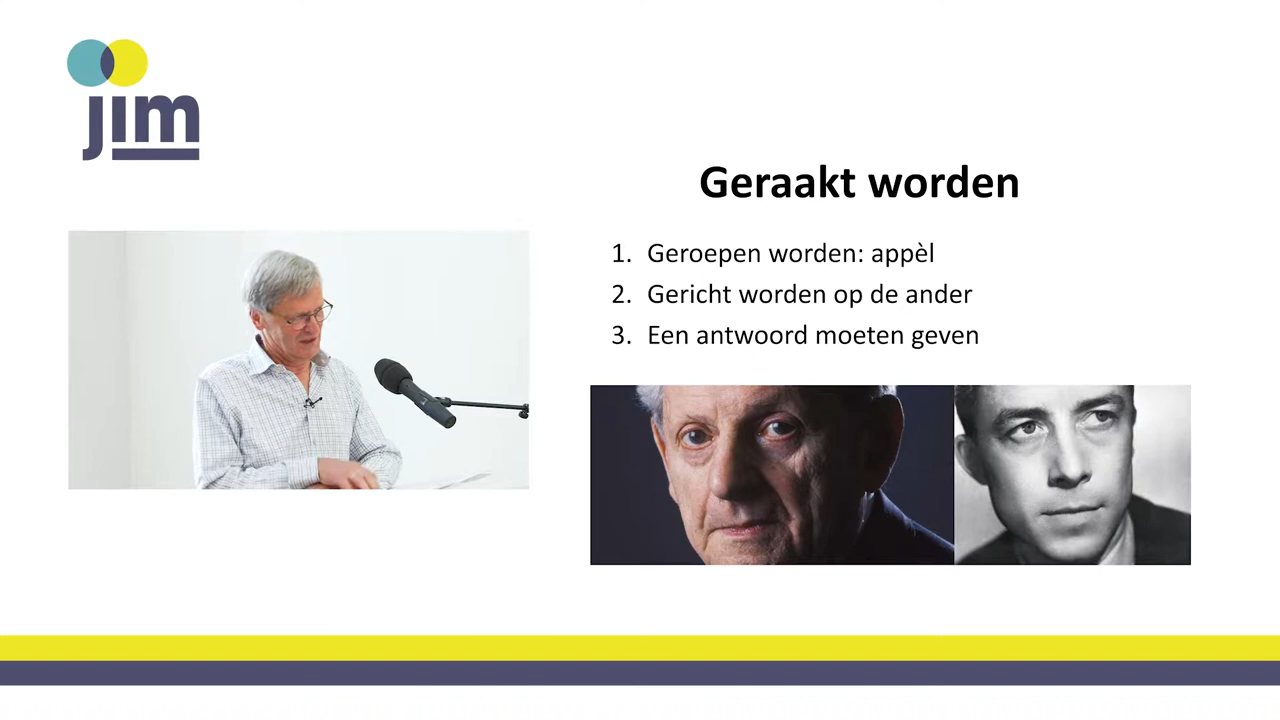 jim
Geraakt worden
1. Geroepen worden: appèl
2. Gericht worden op de ander
3. Een antwoord moeten geven